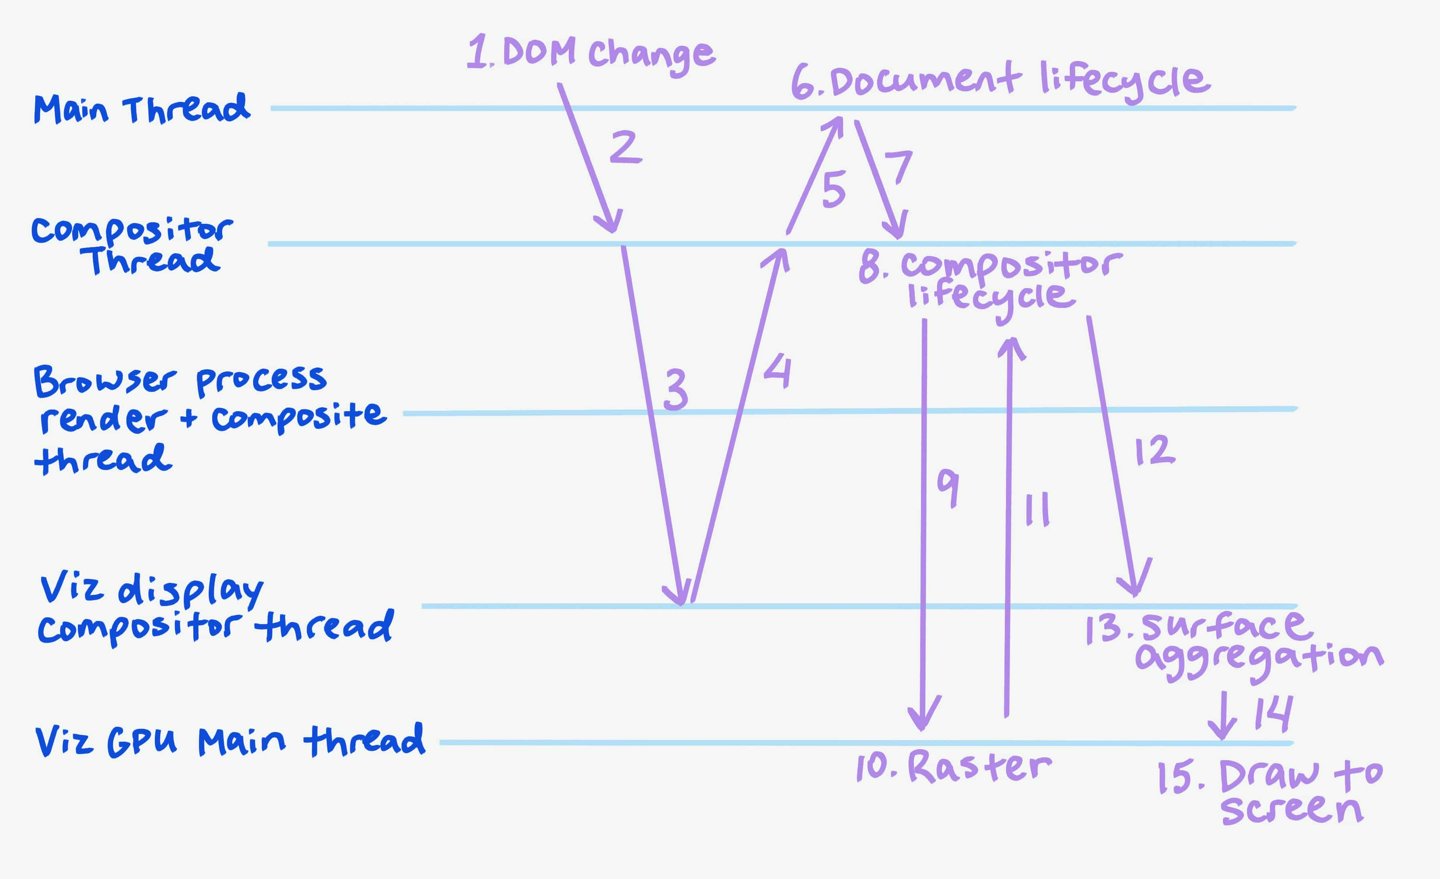 1. DOM change
6. Document lifecycle
Main Thread
2
5
7
Compositor
Thread
8. compositor
lifecycle
3
4
Browser process
render + composite
thread
9
11
12
Viz display
compositor thread
13. surface
aggregation
14
Viz GPU Main thread
10. Raster
15. Draw to
screen